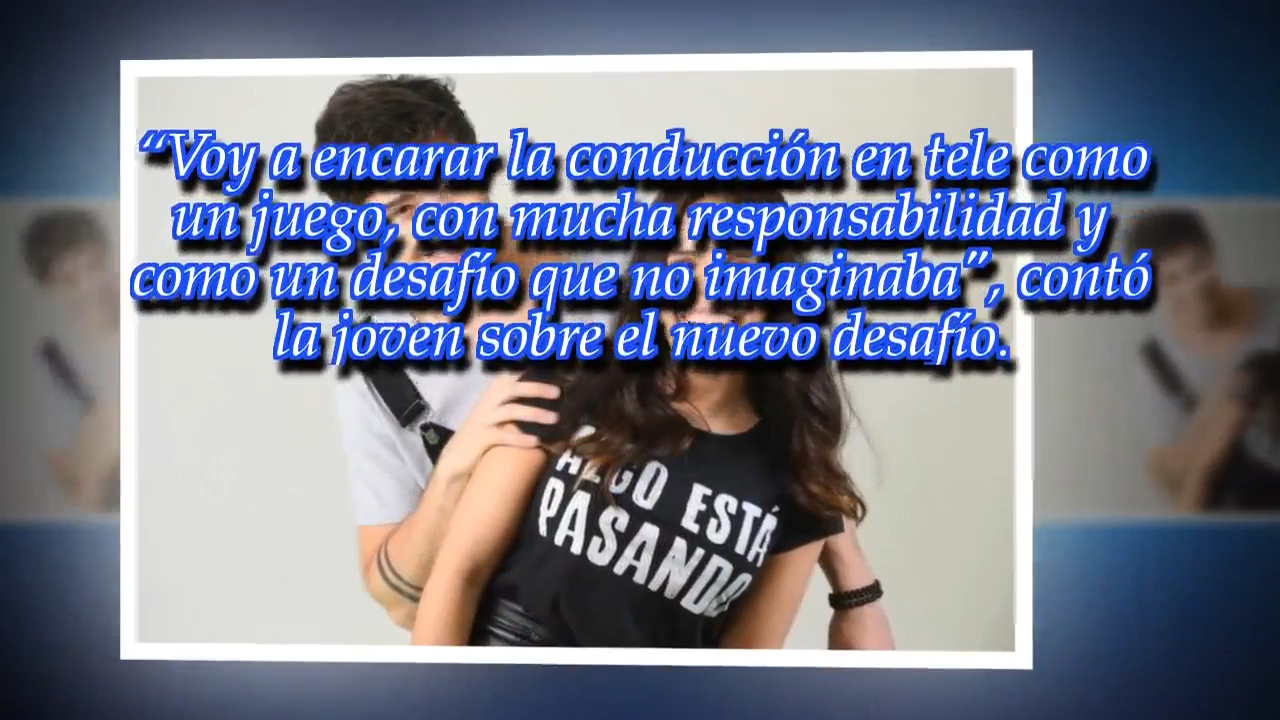 “Voy a encarar la conducción en tele como
un juego, con mucha responsabilidad y
como un desafío que no imaginaba”, contó
la joven sobre el nuevo desafío.
ALGO ESTÁ
PASANDO